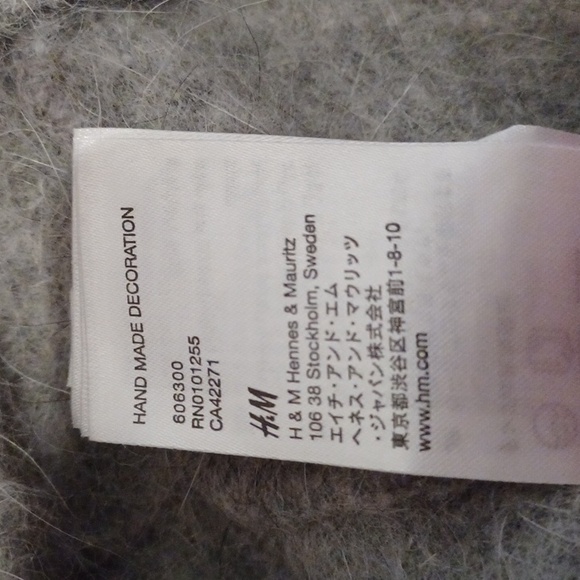 HAND MADE DECORATION
606300
RN0101255
CA42271
H&M
H & M Hennes & Mauritz
106 38 Stockholm, Sweden
エイチ・アンド・エム
ヘネス・アンド・マウリッツ
・ジャパン株式会社
東京都渋谷区神宮前1-8-10
www.hm.com